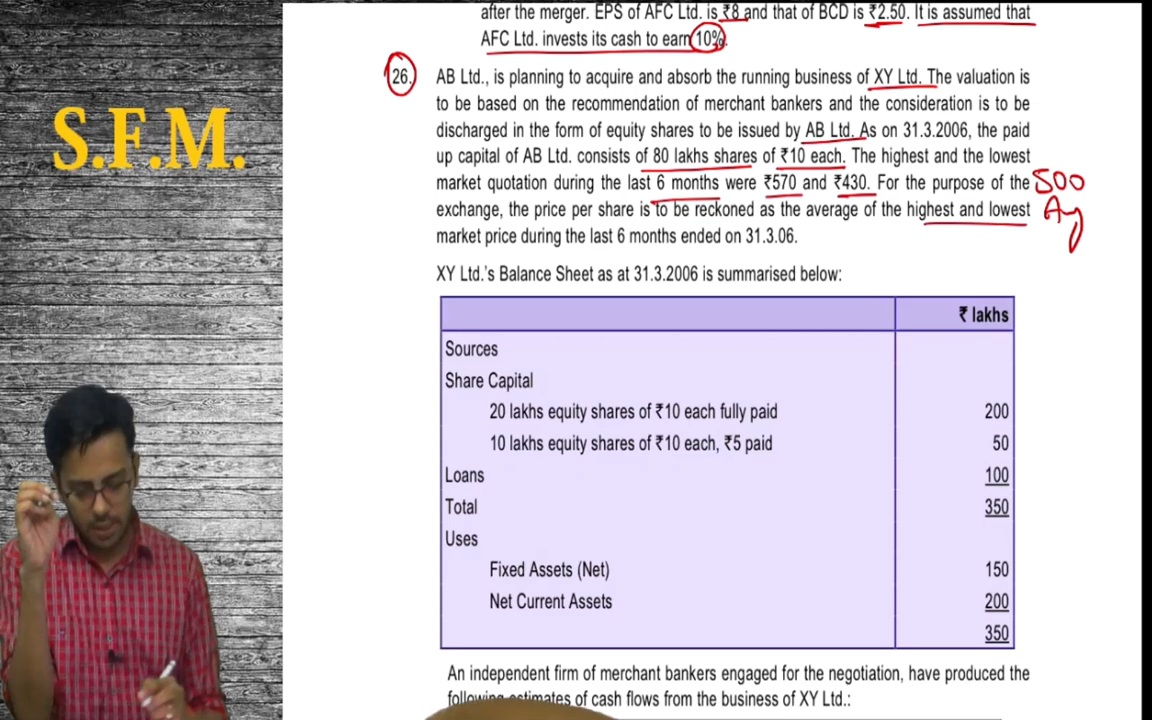 after the merger. EPS of AFC Ltd. is ₹8 and that of BCD is ₹2.50. It is assumed that
AFC Ltd. invests its cash to earn 10%.
S.F.M.
26. AB Ltd., is planning to acquire and absorb the running business of XY Ltd. The valuation is
to be based on the recommendation of merchant bankers and the consideration is to be
discharged in the form of equity shares to be issued by AB Ltd. As on 31.3.2006, the paid
up capital of AB Ltd. consists of 80 lakhs shares of ₹10 each. The highest and the lowest
market quotation during the last 6 months were ₹570 and ₹430. For the purpose of the 500
exchange, the price per share is to be reckoned as the average of the highest and lowest
market price during the last 6 months ended on 31.3.06.
XY Ltd.'s Balance Sheet as at 31.3.2006 is summarised below:
₹ lakhs
Sources
Share Capital
20 lakhs equity shares of ₹10 each fully paid 200
10 lakhs equity shares of ₹10 each, ₹5 paid 50
Loans 100
Total 350
Uses
Fixed Assets (Net) 150
Net Current Assets 200
350
An independent firm of merchant bankers engaged for the negotiation, have produced the
following estimates of cash flows from the business of XY Ltd.: